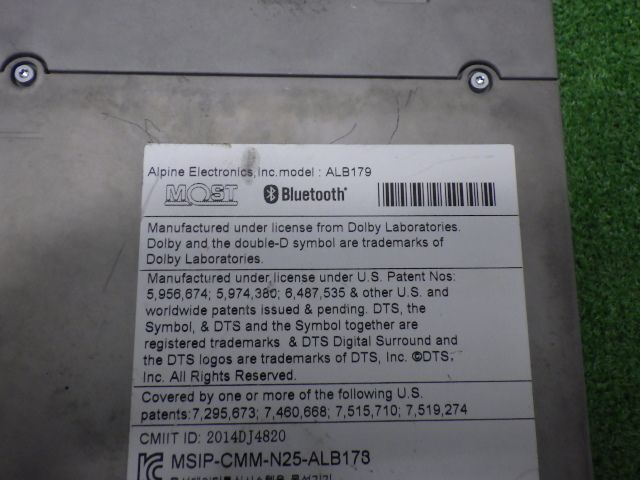 Alpine Electronics,Inc.model : ALB179
MOST Bluetooth®
Manufactured under license from Dolby Laboratories.
Dolby and the double-D symbol are trademarks of
Dolby Laboratories.
Manufactured under license under U.S. Patent Nos:
5,956,674; 5,974,380; 6,487,535 & other U.S. and
worldwide patents issued & pending. DTS, the
Symbol, & DTS and the Symbol together are
registered trademarks & DTS Digital Surround and
the DTS logos are trademarks of DTS, Inc. ©DTS,
Inc. All Rights Reserved.
Covered by one or more of the following U.S.
patents:7,295,673; 7,460,668; 7,515,710; 7,519,274
CMIIT ID: 2014DJ4820
MSIP-CMM-N25-ALB173